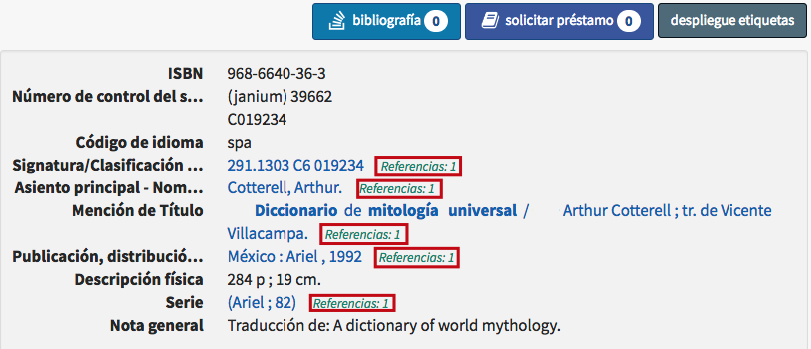 bibliografía 0 solicitar préstamo 0 despliegue etiquetas
ISBN 968-6640-36-3
Número de control del s... (janium) 39662
C019234
Código de idioma spa
Signatura/Clasificación ... 291.1303 C6 019234 Referencias: 1
Asiento principal - Nom... Cotterell, Arthur. Referencias: 1
Mención de Título Diccionario de mitología universal / Arthur Cotterell ; tr. de Vicente
Villacampa. Referencias: 1
Publicación, distribució... México : Ariel , 1992 Referencias: 1
Descripción física 284 p ; 19 cm.
Serie (Ariel ; 82) Referencias: 1
Nota general Traducción de: A dictionary of world mythology.